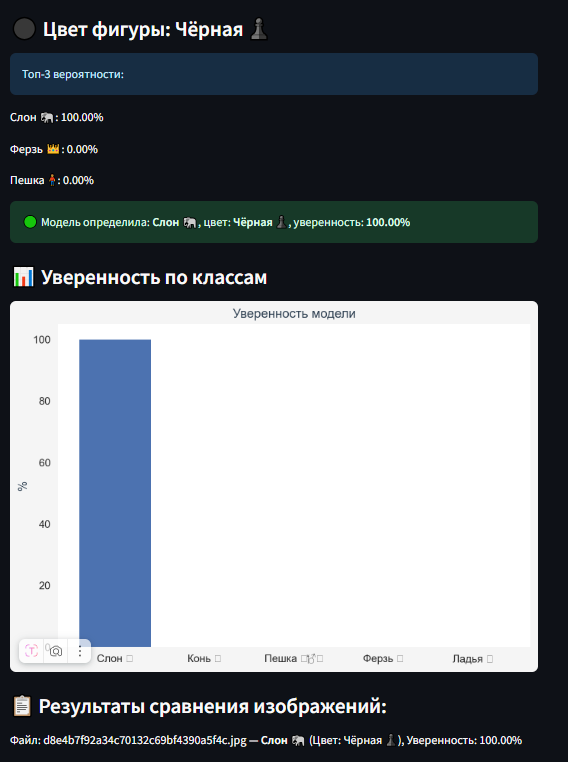 Цвет фигуры: Чёрная ♟️
Топ-3 вероятности:
Слон 🐘: 100.00%
Ферзь 👑: 0.00%
Пешка: 0.00%
Модель определила: Слон 🐘, цвет: Чёрная ♟️, уверенность: 100.00%
📊 Уверенность по классам
Уверенность модели
100
80
60
40
20
%
Слон □ Конь □ Пешка □ Ферзь □ Ладья □
📋 Результаты сравнения изображений:
Файл: d8e4b7f92a34c70132c69bf4390a5f4c.jpg — Слон 🐘 (Цвет: Чёрная ♟️), Уверенность: 100.00%